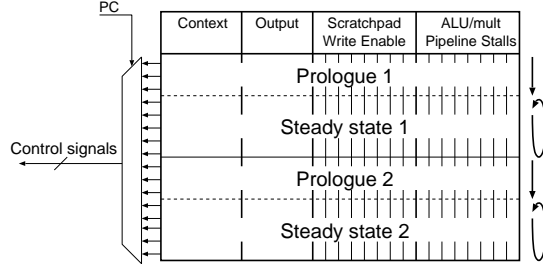 PC
Context
Output
Scratchpad
Write Enable
ALU/mult
Pipeline Stalls
Prologue 1
Steady state 1
Control signals
Prologue 2
Steady state 2